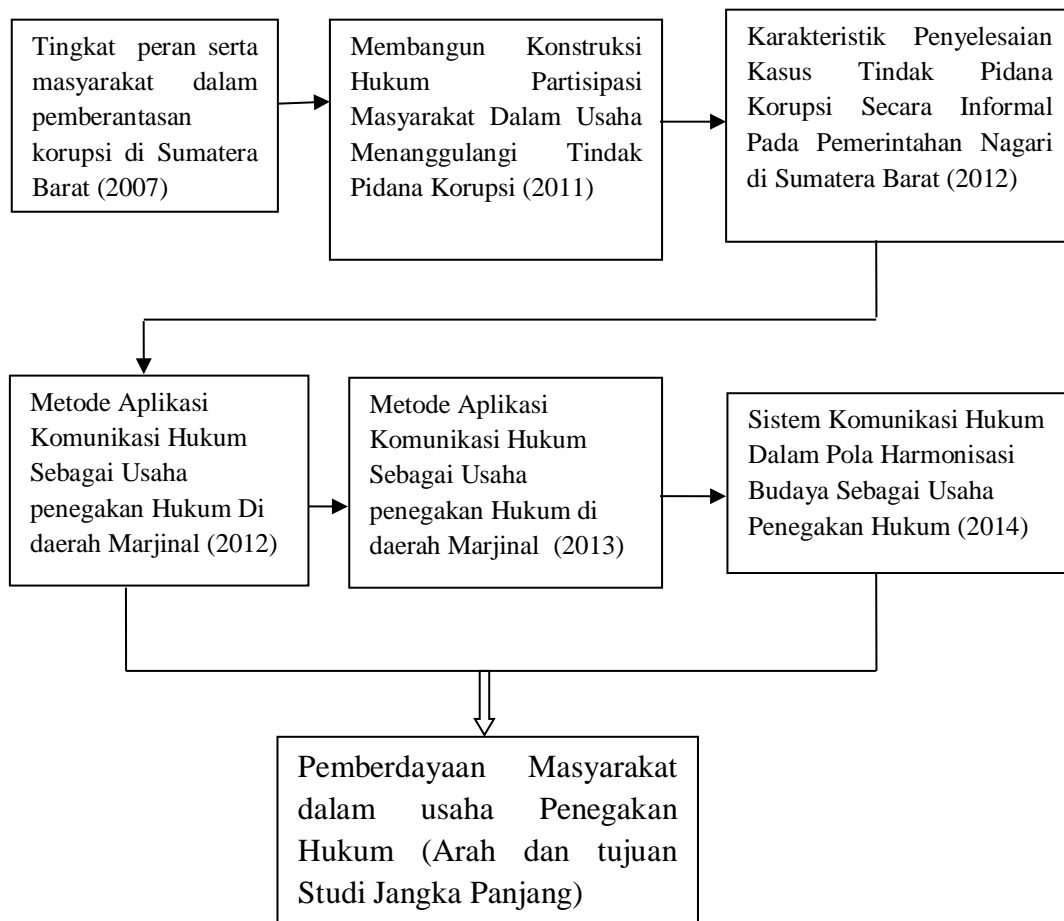 Tingkat peran serta
masyarakat dalam
pemberantasan
korupsi di Sumatera
Barat (2007)
Membangun Konstruksi
Hukum Partisipasi
Masyarakat Dalam Usaha
Menanggulangi Tindak
Pidana Korupsi (2011)
Karakteristik Penyelesaian
Kasus Tindak Pidana
Korupsi Secara Informal
Pada Pemerintahan Nagari
di Sumatera Barat (2012)
Metode Aplikasi
Komunikasi Hukum
Sebagai Usaha
penegakan Hukum Di
daerah Marjinal (2012)
Metode Aplikasi
Komunikasi Hukum
Sebagai Usaha
penegakan Hukum di
daerah Marjinal (2013)
Sistem Komunikasi Hukum
Dalam Pola Harmonisasi
Budaya Sebagai Usaha
Penegakan Hukum (2014)
Pemberdayaan Masyarakat
dalam usaha Penegakan
Hukum (Arah dan tujuan
Studi Jangka Panjang)